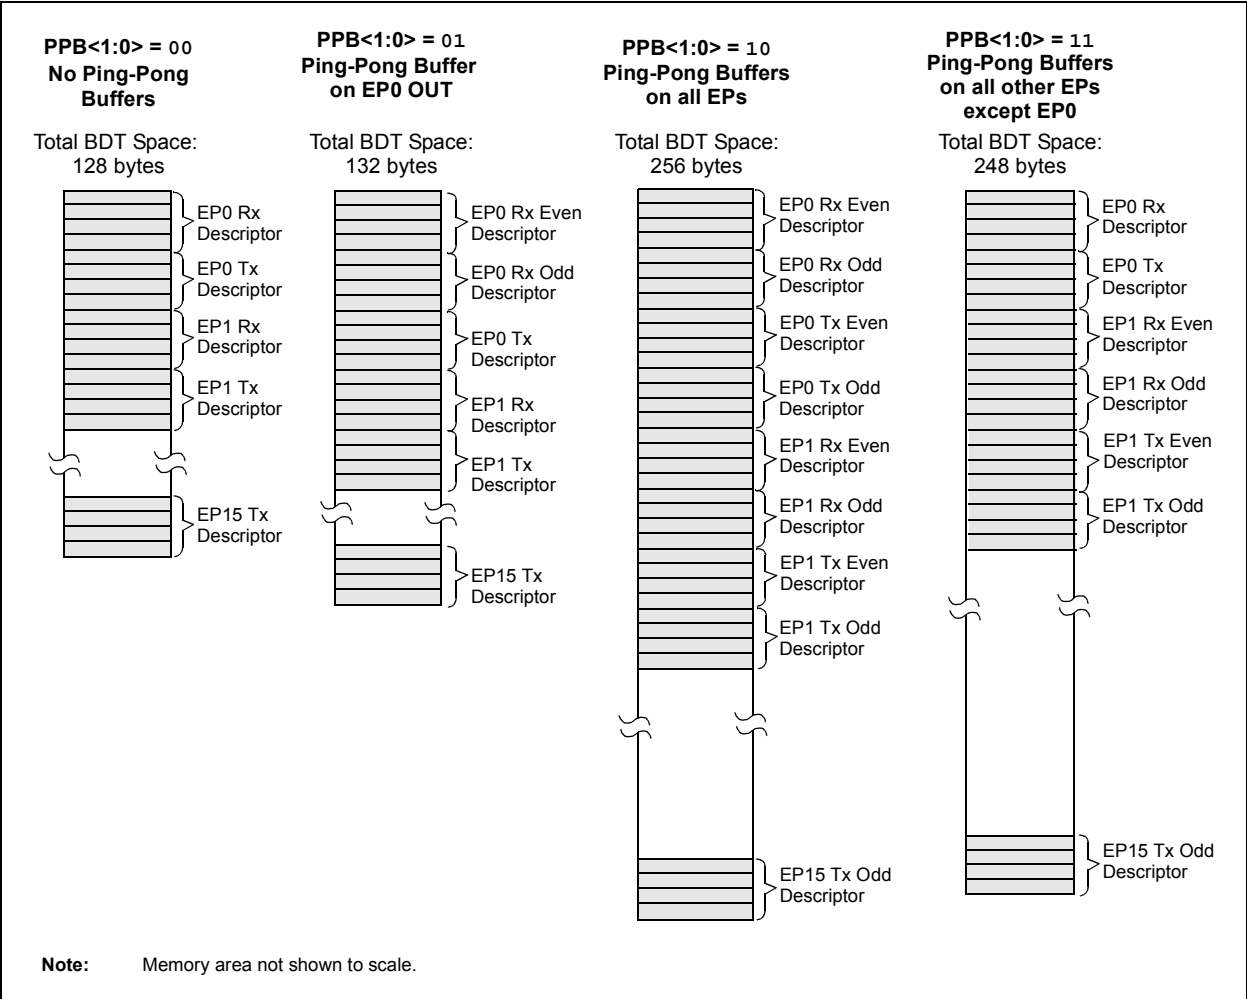 PPB<1:0> = 00
No Ping-Pong
Buffers
Total BDT Space:
128 bytes
EP0 Rx
Descriptor
EP0 Tx
Descriptor
EP1 Rx
Descriptor
EP1 Tx
Descriptor
EP15 Tx
Descriptor
PPB<1:0> = 01
Ping-Pong Buffer
on EP0 OUT
Total BDT Space:
132 bytes
EP0 Rx Even
Descriptor
EP0 Rx Odd
Descriptor
EP0 Tx
Descriptor
EP1 Rx
Descriptor
EP1 Tx
Descriptor
EP15 Tx
Descriptor
PPB<1:0> = 10
Ping-Pong Buffers
on all EPs
Total BDT Space:
256 bytes
EP0 Rx Even
Descriptor
EP0 Rx Odd
Descriptor
EP0 Tx Even
Descriptor
EP0 Tx Odd
Descriptor
EP1 Rx Even
Descriptor
EP1 Rx Odd
Descriptor
EP1 Tx Even
Descriptor
EP1 Tx Odd
Descriptor
EP15 Tx Odd
Descriptor
PPB<1:0> = 11
Ping-Pong Buffers
on all other EPs
except EP0
Total BDT Space:
248 bytes
EP0 Rx
Descriptor
EP0 Tx
Descriptor
EP1 Rx Even
Descriptor
EP1 Rx Odd
Descriptor
EP1 Tx Even
Descriptor
EP1 Tx Odd
Descriptor
EP15 Tx Odd
Descriptor
Note: Memory area not shown to scale.